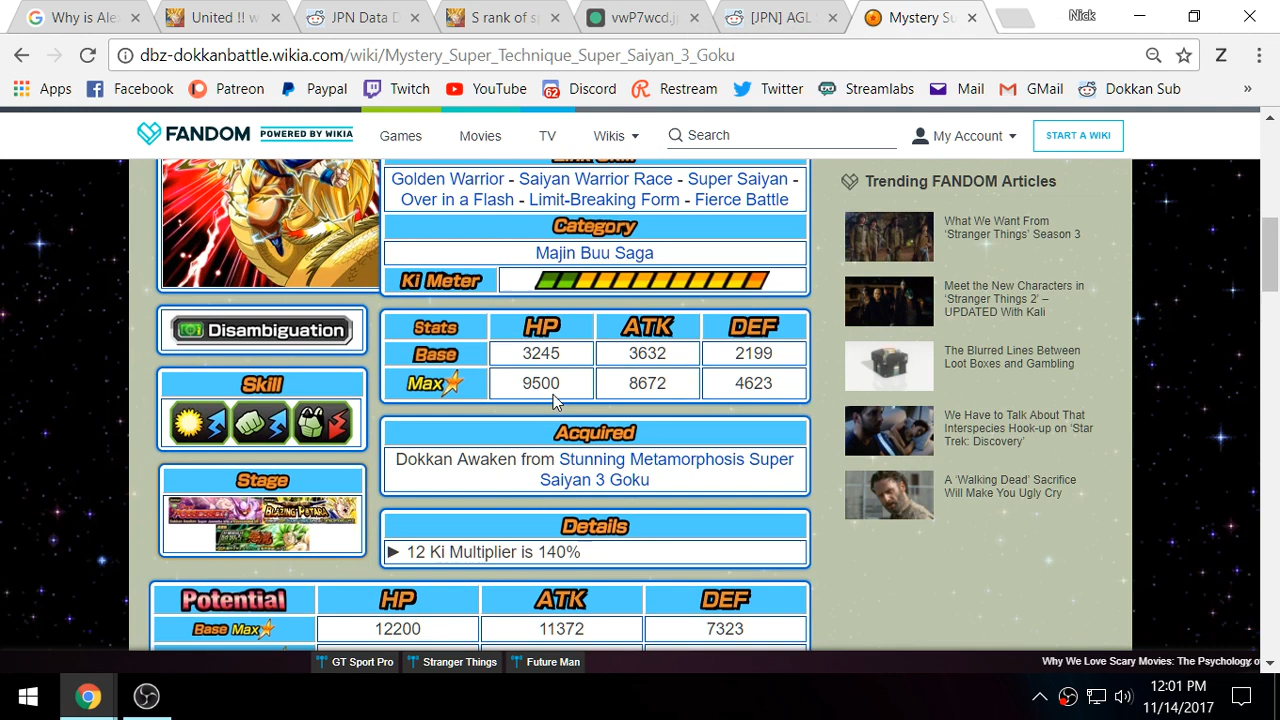 Why is Ale
United !! w
JPN Data D
S rank of s
vwP7wcd.j
[JPN] AGL
Mystery Su
Nick
dbz-dokkanbattle.wikia.com/wiki/Mystery_Super_Technique_Super_Saiyan_3_Goku
Z
Apps Facebook Patreon Paypal Twitch YouTube 62 Discord Restream Twitter Streamlabs Mail GMail Dokkan Sub »
FANDOM POWERED BY WIKIA Games Movies TV Wikis Search My Account START A WIKI
Link Skill
Golden Warrior - Saiyan Warrior Race - Super Saiyan -
Over in a Flash - Limit-Breaking Form - Fierce Battle
Category
Majin Buu Saga
Ki Meter
Disambiguation
Stats HP ATK DEF
Base 3245 3632 2199
Max 9500 8672 4623
Skill
Acquired
Dokkan Awaken from Stunning Metamorphosis Super
Saiyan 3 Goku
Stage
Details
► 12 Ki Multiplier is 140%
Potential HP ATK DEF
Base Max 12200 11372 7323
Trending FANDOM Articles
What We Want From
'Stranger Things' Season 3
Meet the New Characters in
'Stranger Things 2' –
UPDATED With Kali
The Blurred Lines Between
Loot Boxes and Gambling
We Have to Talk About That
Interspecies Hook-up on 'Star
Trek: Discovery'
A 'Walking Dead' Sacrifice
Will Make You Ugly Cry
GT Sport Pro Stranger Things Future Man
Why We Love Scary Movies: The Psychology o
12:01 PM
11/14/2017